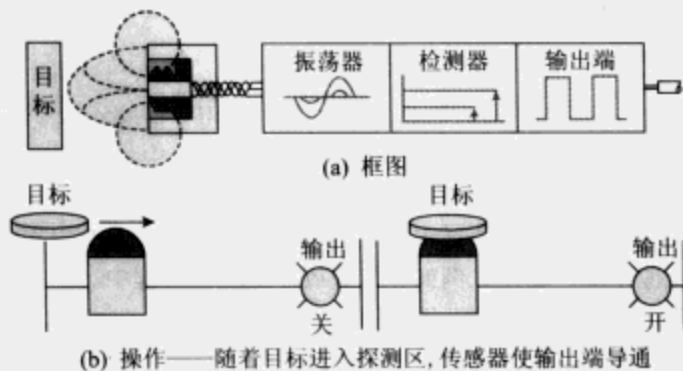 目标
振荡器
检测器
输出端
(a) 框图
目标
目标
输出
输出
关
开
(b) 操作——随着目标进入探测区,传感器使输出端导通